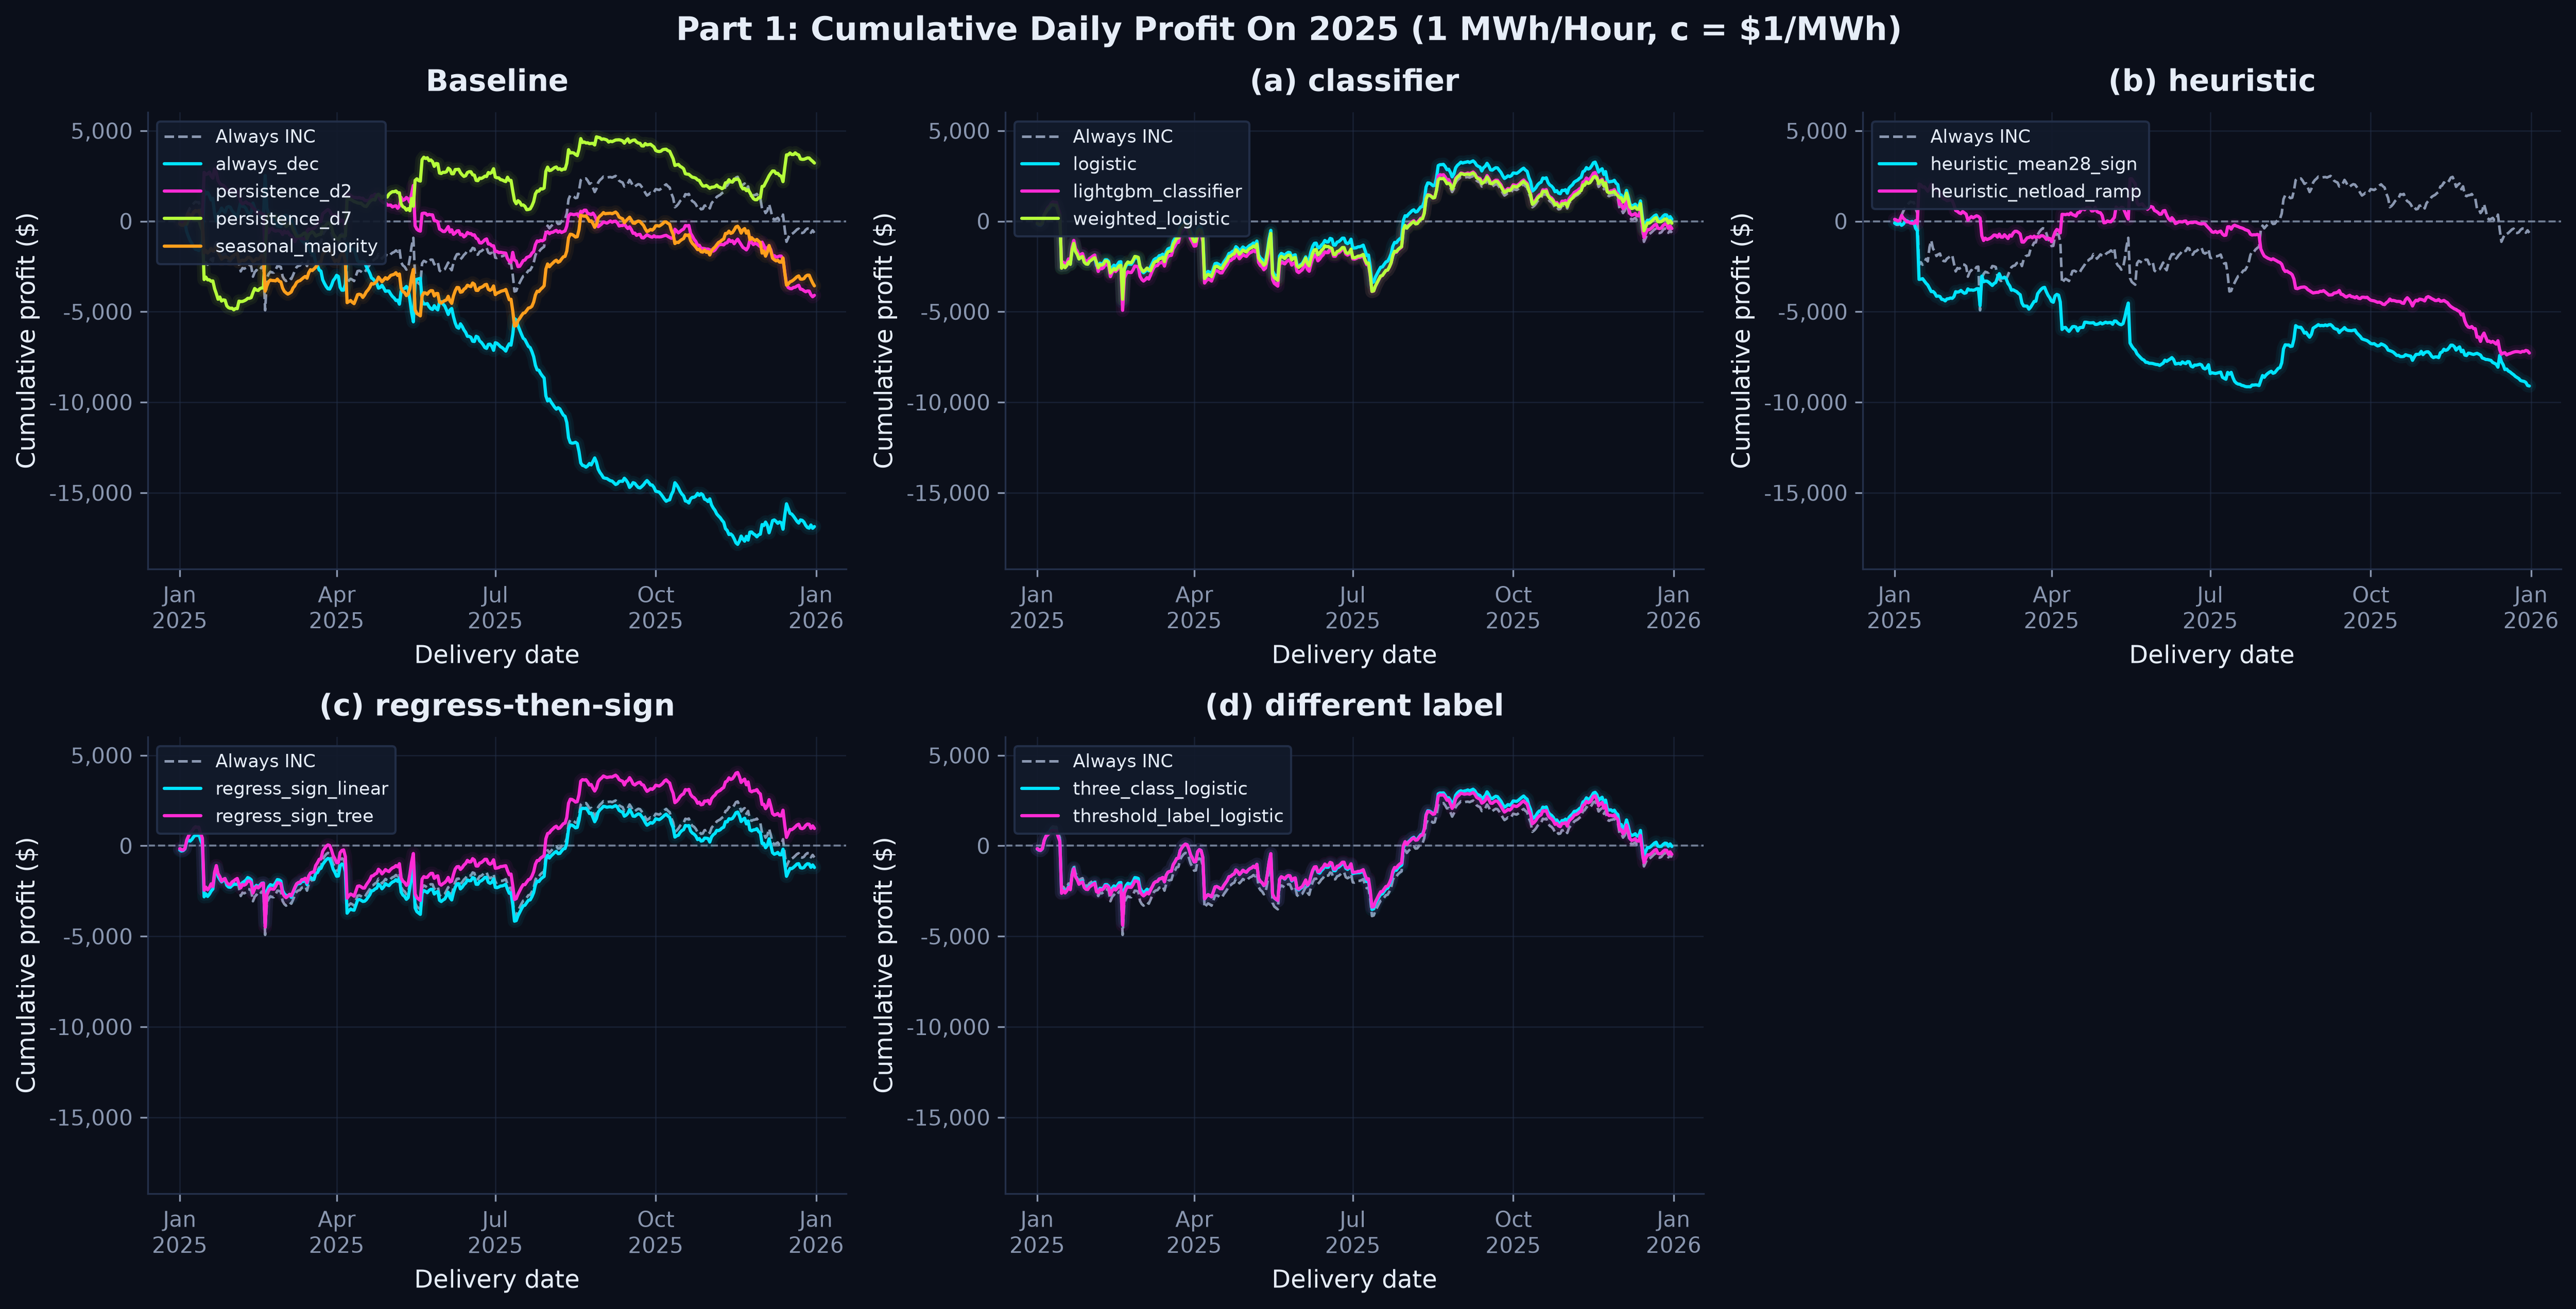 Part 1: Cumulative Daily Profit On 2025 (1 MWh/Hour, c = $1/MWh)
Baseline
Always INC
always_dec
persistence_d2
persistence_d7
seasonal_majority
Cumulative profit ($)
5,000
0
-5,000
-10,000
-15,000
Jan
2025
Apr
2025
Jul
2025
Oct
2025
Jan
2026
Delivery date
(a) classifier
Always INC
logistic
lightgbm_classifier
weighted_logistic
Cumulative profit ($)
5,000
0
-5,000
-10,000
-15,000
Jan
2025
Apr
2025
Jul
2025
Oct
2025
Jan
2026
Delivery date
(b) heuristic
Always INC
heuristic_mean28_sign
heuristic_netload_ramp
Cumulative profit ($)
5,000
0
-5,000
-10,000
-15,000
Jan
2025
Apr
2025
Jul
2025
Oct
2025
Jan
2026
Delivery date
(c) regress-then-sign
Always INC
regress_sign_linear
regress_sign_tree
Cumulative profit ($)
5,000
0
-5,000
-10,000
-15,000
Jan
2025
Apr
2025
Jul
2025
Oct
2025
Jan
2026
Delivery date
(d) different label
Always INC
three_class_logistic
threshold_label_logistic
Cumulative profit ($)
5,000
0
-5,000
-10,000
-15,000
Jan
2025
Apr
2025
Jul
2025
Oct
2025
Jan
2026
Delivery date